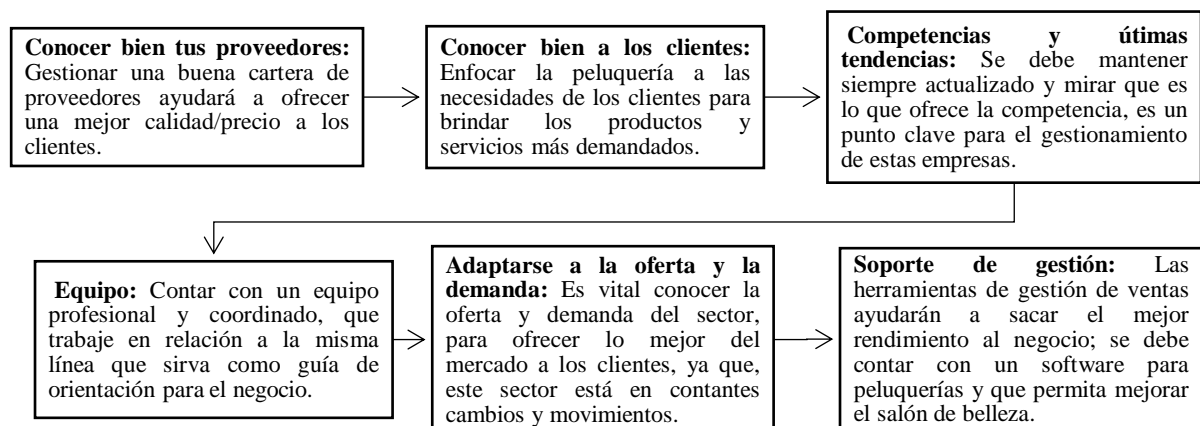 Conocer bien tus proveedores:
Gestionar una buena cartera de
proveedores ayudará a ofrecer
una mejor calidad/precio a los
clientes.
Conocer bien a los clientes:
Enfocar la peluquería a las
necesidades de los clientes para
brindar los productos y
servicios más demandados.
Competencias y útimas
tendencias: Se debe mantener
siempre actualizado y mirar que es
lo que ofrece la competencia, es un
punto clave para el gestionamiento
de estas empresas.
Equipo: Contar con un equipo
profesional y coordinado, que
trabaje en relación a la misma
línea que sirva como guía de
orientación para el negocio.
Adaptarse a la oferta y la
demanda: Es vital conocer la
oferta y demanda del sector,
para ofrecer lo mejor del
mercado a los clientes, ya que,
este sector está en contantes
cambios y movimientos.
Soporte de gestión: Las
herramientas de gestión de ventas
ayudarán a sacar el mejor
rendimiento al negocio; se debe
contar con un software para
peluquerías y que permita mejorar
el salón de belleza.